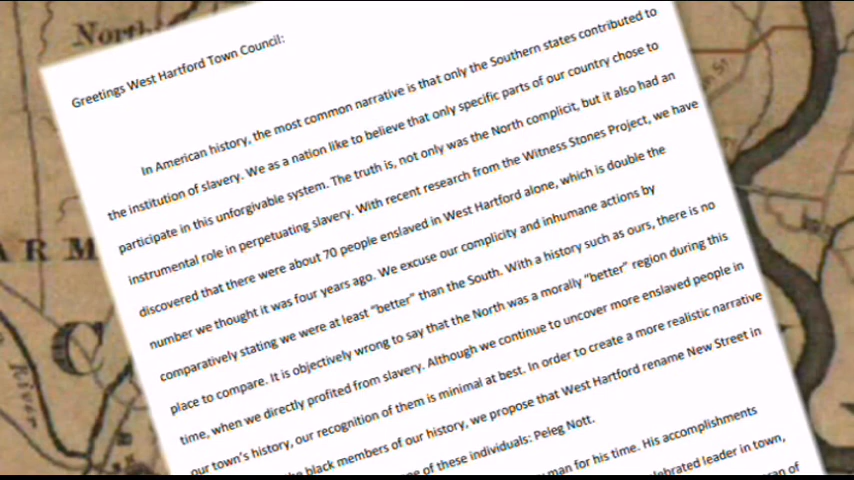 North
Greetings West Hartford Town Council:
In American history, the most common narrative is that only the Southern states contributed to
the institution of slavery. We as a nation like to believe that only specific parts of our country chose to
participate in this unforgivable system. The truth is, not only was the North complicit, but it also had an
instrumental role in perpetuating slavery. With recent research from the Witness Stones Project, we have
discovered that there were about 70 people enslaved in West Hartford alone, which is double the
number we thought it was four years ago. We excuse our complicity and inhumane actions by
comparatively stating we were at least “better” than the South. With a history such as ours, there is no
place to compare. It is objectively wrong to say that the North was a morally “better” region during this
time, when we directly profited from slavery. Although we continue to uncover more enslaved people in
our town’s history, our recognition of them is minimal at best. In order to create a more realistic narrative
the black members of our history, we propose that West Hartford rename New Street in
one of these individuals: Peleg Nott.
man for his time. His accomplishments
celebrated leader in town,
of
A R M
C
River
St